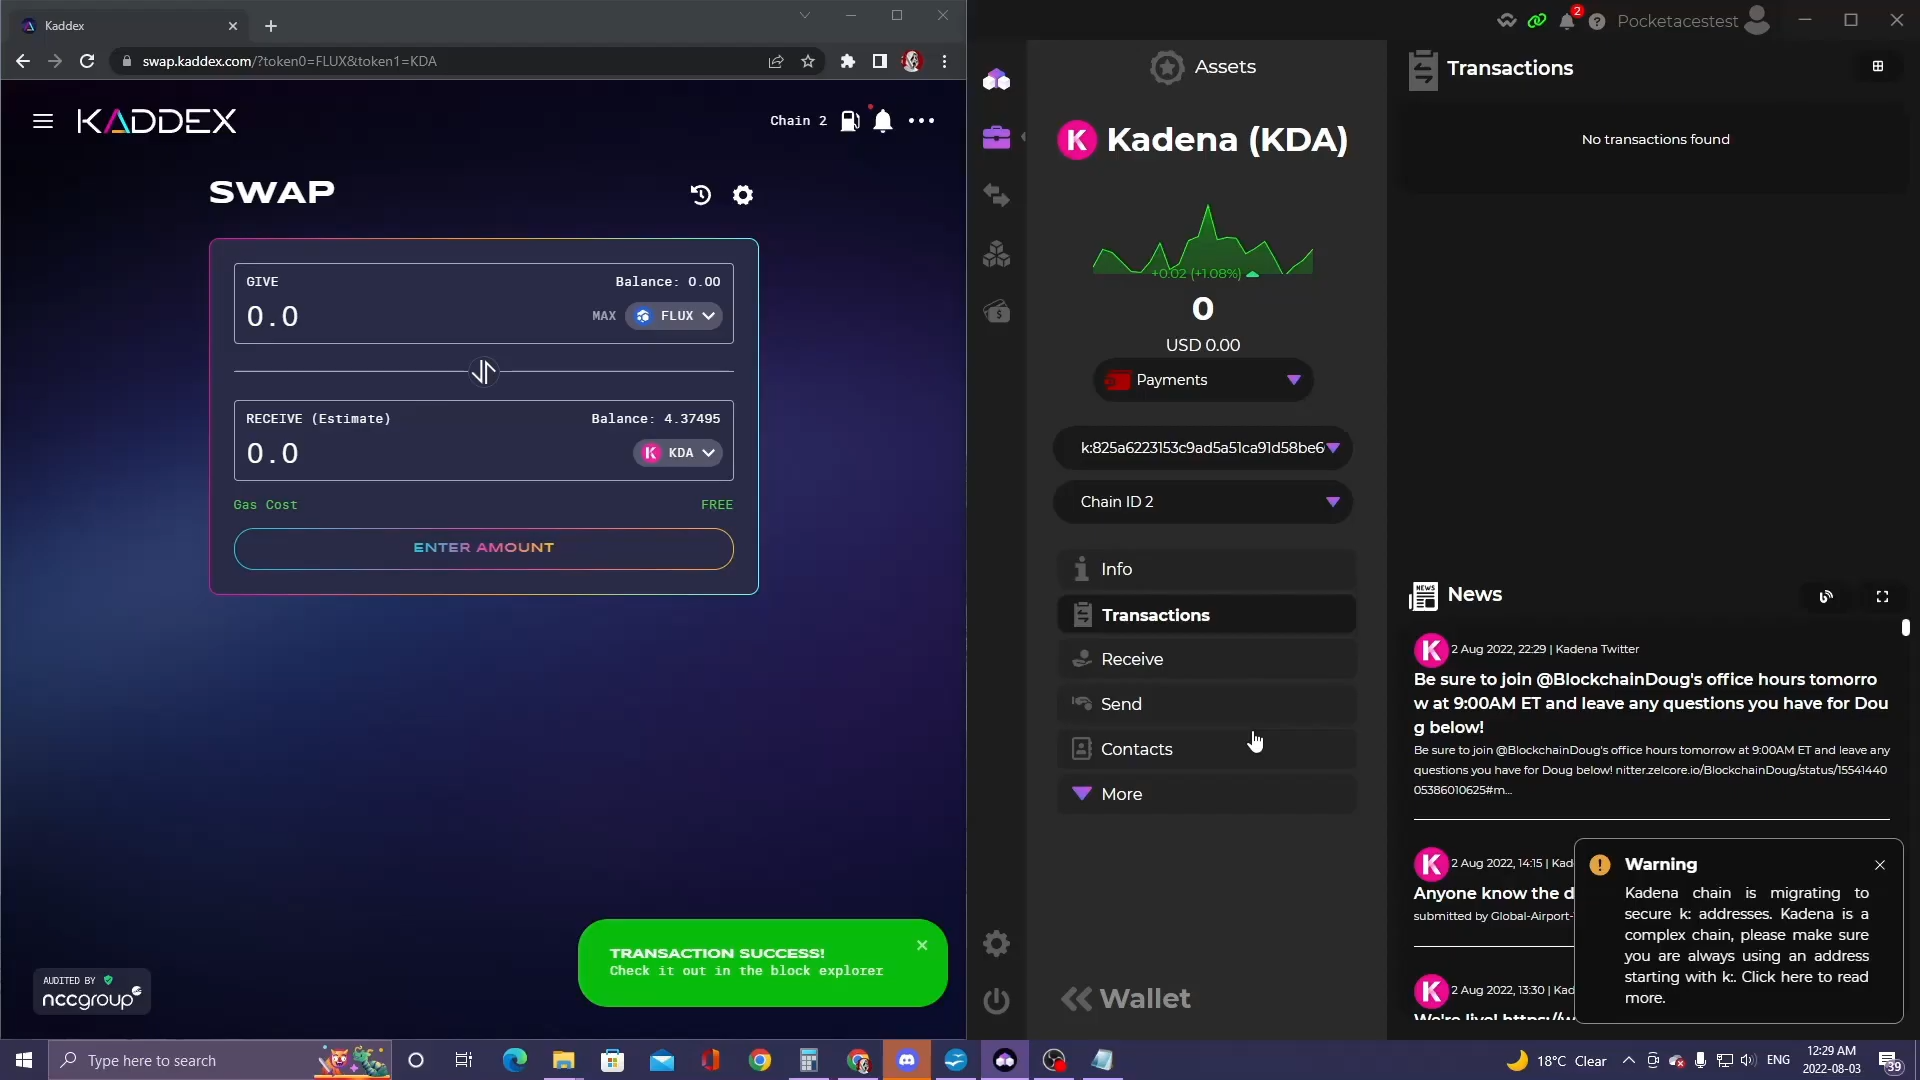 Kaddex
swap.kaddex.com/?token0=FLUX&token1=KDA
KADDEX
Chain 2
SWAP
GIVE
Balance: 0.00
0.0
MAX
FLUX
RECEIVE (Estimate)
Balance: 4.37495
0.0
KDA
Gas Cost
FREE
ENTER AMOUNT
TRANSACTION SUCCESS!
Check it out in the block explorer
AUDITED BY
nccgroup
2
Pocketacestest
Assets
K Kadena (KDA)
+0.02 (+1.08%)
0
USD 0.00
Payments
k:825a6223153c9ad5a51ca91d58be6
Chain ID 2
Info
Transactions
Receive
Send
Contacts
More
Wallet
Transactions
No transactions found
NEWS
News
2 Aug 2022, 22:29 | Kadena Twitter
Be sure to join @BlockchainDoug's office hours tomorro
w at 9:00AM ET and leave any questions you have for Dou
g below!
Be sure to join @BlockchainDoug's office hours tomorrow at 9:00AM ET and leave any
questions you have for Doug below! nitter.zelcore.io/BlockchainDoug/status/15541440
05386010625#m...
2 Aug 2022, 14:15 | Kad
Anyone know the d
submitted by Global-Airport-
2 Aug 2022, 13:30 | Kad
We're live! https://w
Warning
Kadena chain is migrating to
secure k: addresses. Kadena is a
complex chain, please make sure
you are always using an address
starting with k:. Click here to read
more.
Type here to search
18°C Clear
ENG
12:29 AM
2022-08-03
39